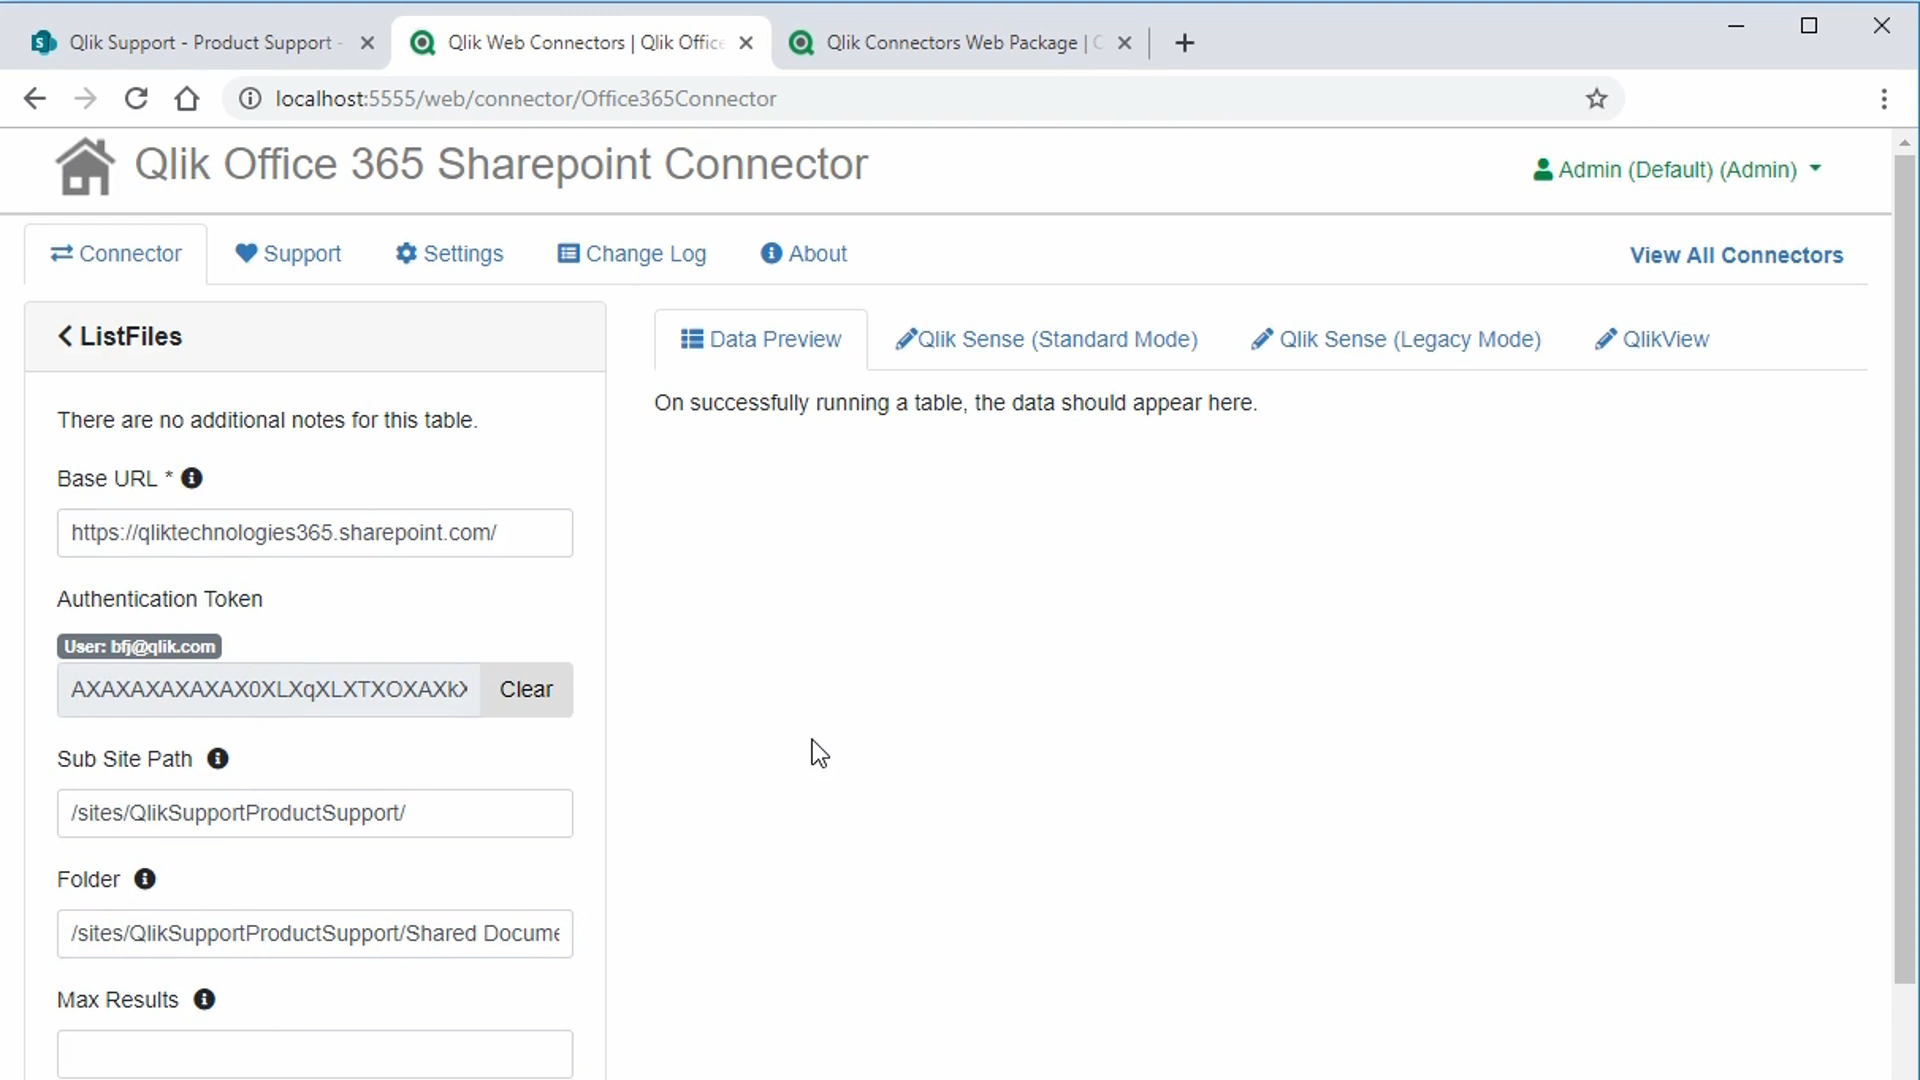 Qlik Support - Product Support -
Qlik Web Connectors | Qlik Office
Qlik Connectors Web Package |
localhost:5555/web/connector/Office365Connector
Qlik Office 365 Sharepoint Connector
Admin (Default) (Admin)
Connector
Support
Settings
Change Log
About
View All Connectors
ListFiles
Data Preview
Qlik Sense (Standard Mode)
Qlik Sense (Legacy Mode)
QlikView
There are no additional notes for this table.
On successfully running a table, the data should appear here.
Base URL *
https://qliktechnologies365.sharepoint.com/
Authentication Token
User: bfj@qlik.com
AXAXAXAXAXAX0XLXqXLXTXOXAXkX
Clear
Sub Site Path
/sites/QlikSupportProductSupport/
Folder
/sites/QlikSupportProductSupport/Shared Docume
Max Results